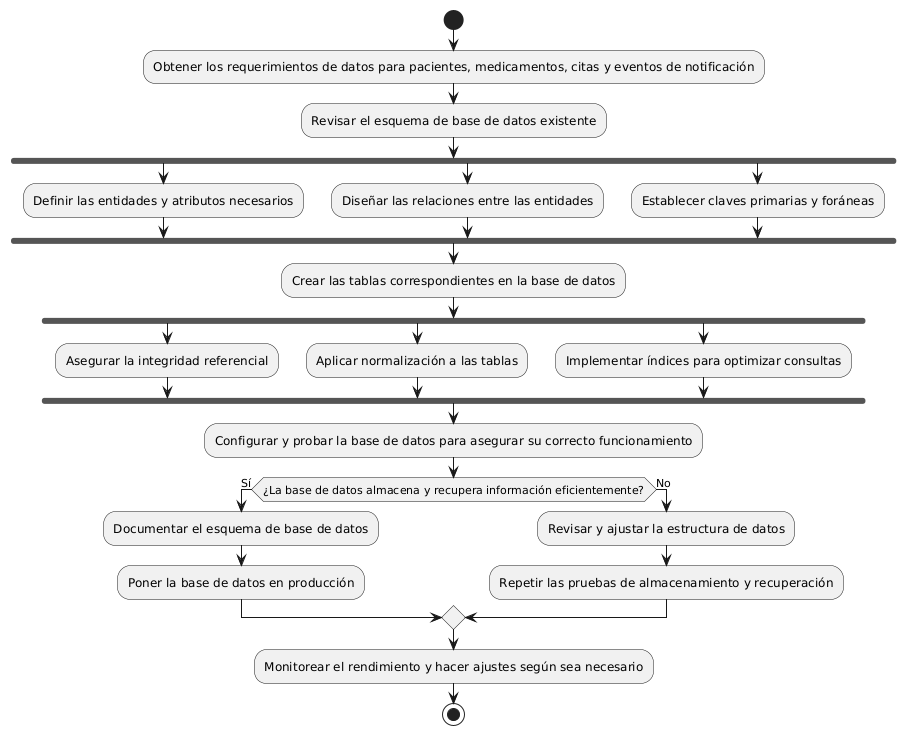 Obtener los requerimientos de datos para pacientes, medicamentos, citas y eventos de notificación
Revisar el esquema de base de datos existente
Definir las entidades y atributos necesarios
Diseñar las relaciones entre las entidades
Establecer claves primarias y foráneas
Crear las tablas correspondientes en la base de datos
Asegurar la integridad referencial
Aplicar normalización a las tablas
Implementar índices para optimizar consultas
Configurar y probar la base de datos para asegurar su correcto funcionamiento
Sí
¿La base de datos almacena y recupera información eficientemente?
No
Documentar el esquema de base de datos
Revisar y ajustar la estructura de datos
Poner la base de datos en producción
Repetir las pruebas de almacenamiento y recuperación
Monitorear el rendimiento y hacer ajustes según sea necesario